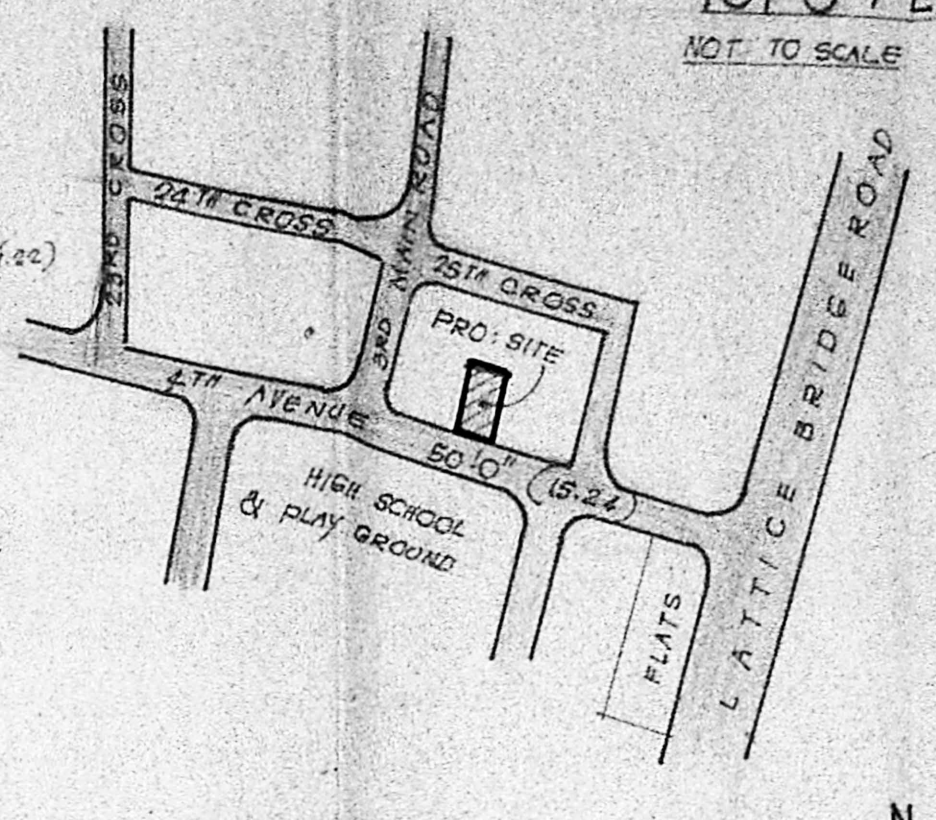 NOT TO SCALE
23RD CROSS
24TH CROSS
3RD MAIN ROAD
25TH CROSS
PRO: SITE
4TH AVENUE
50'0"
(15.24)
HIGH SCHOOL
& PLAY GROUND
FLATS
LATTICE BRIDGE ROAD
N